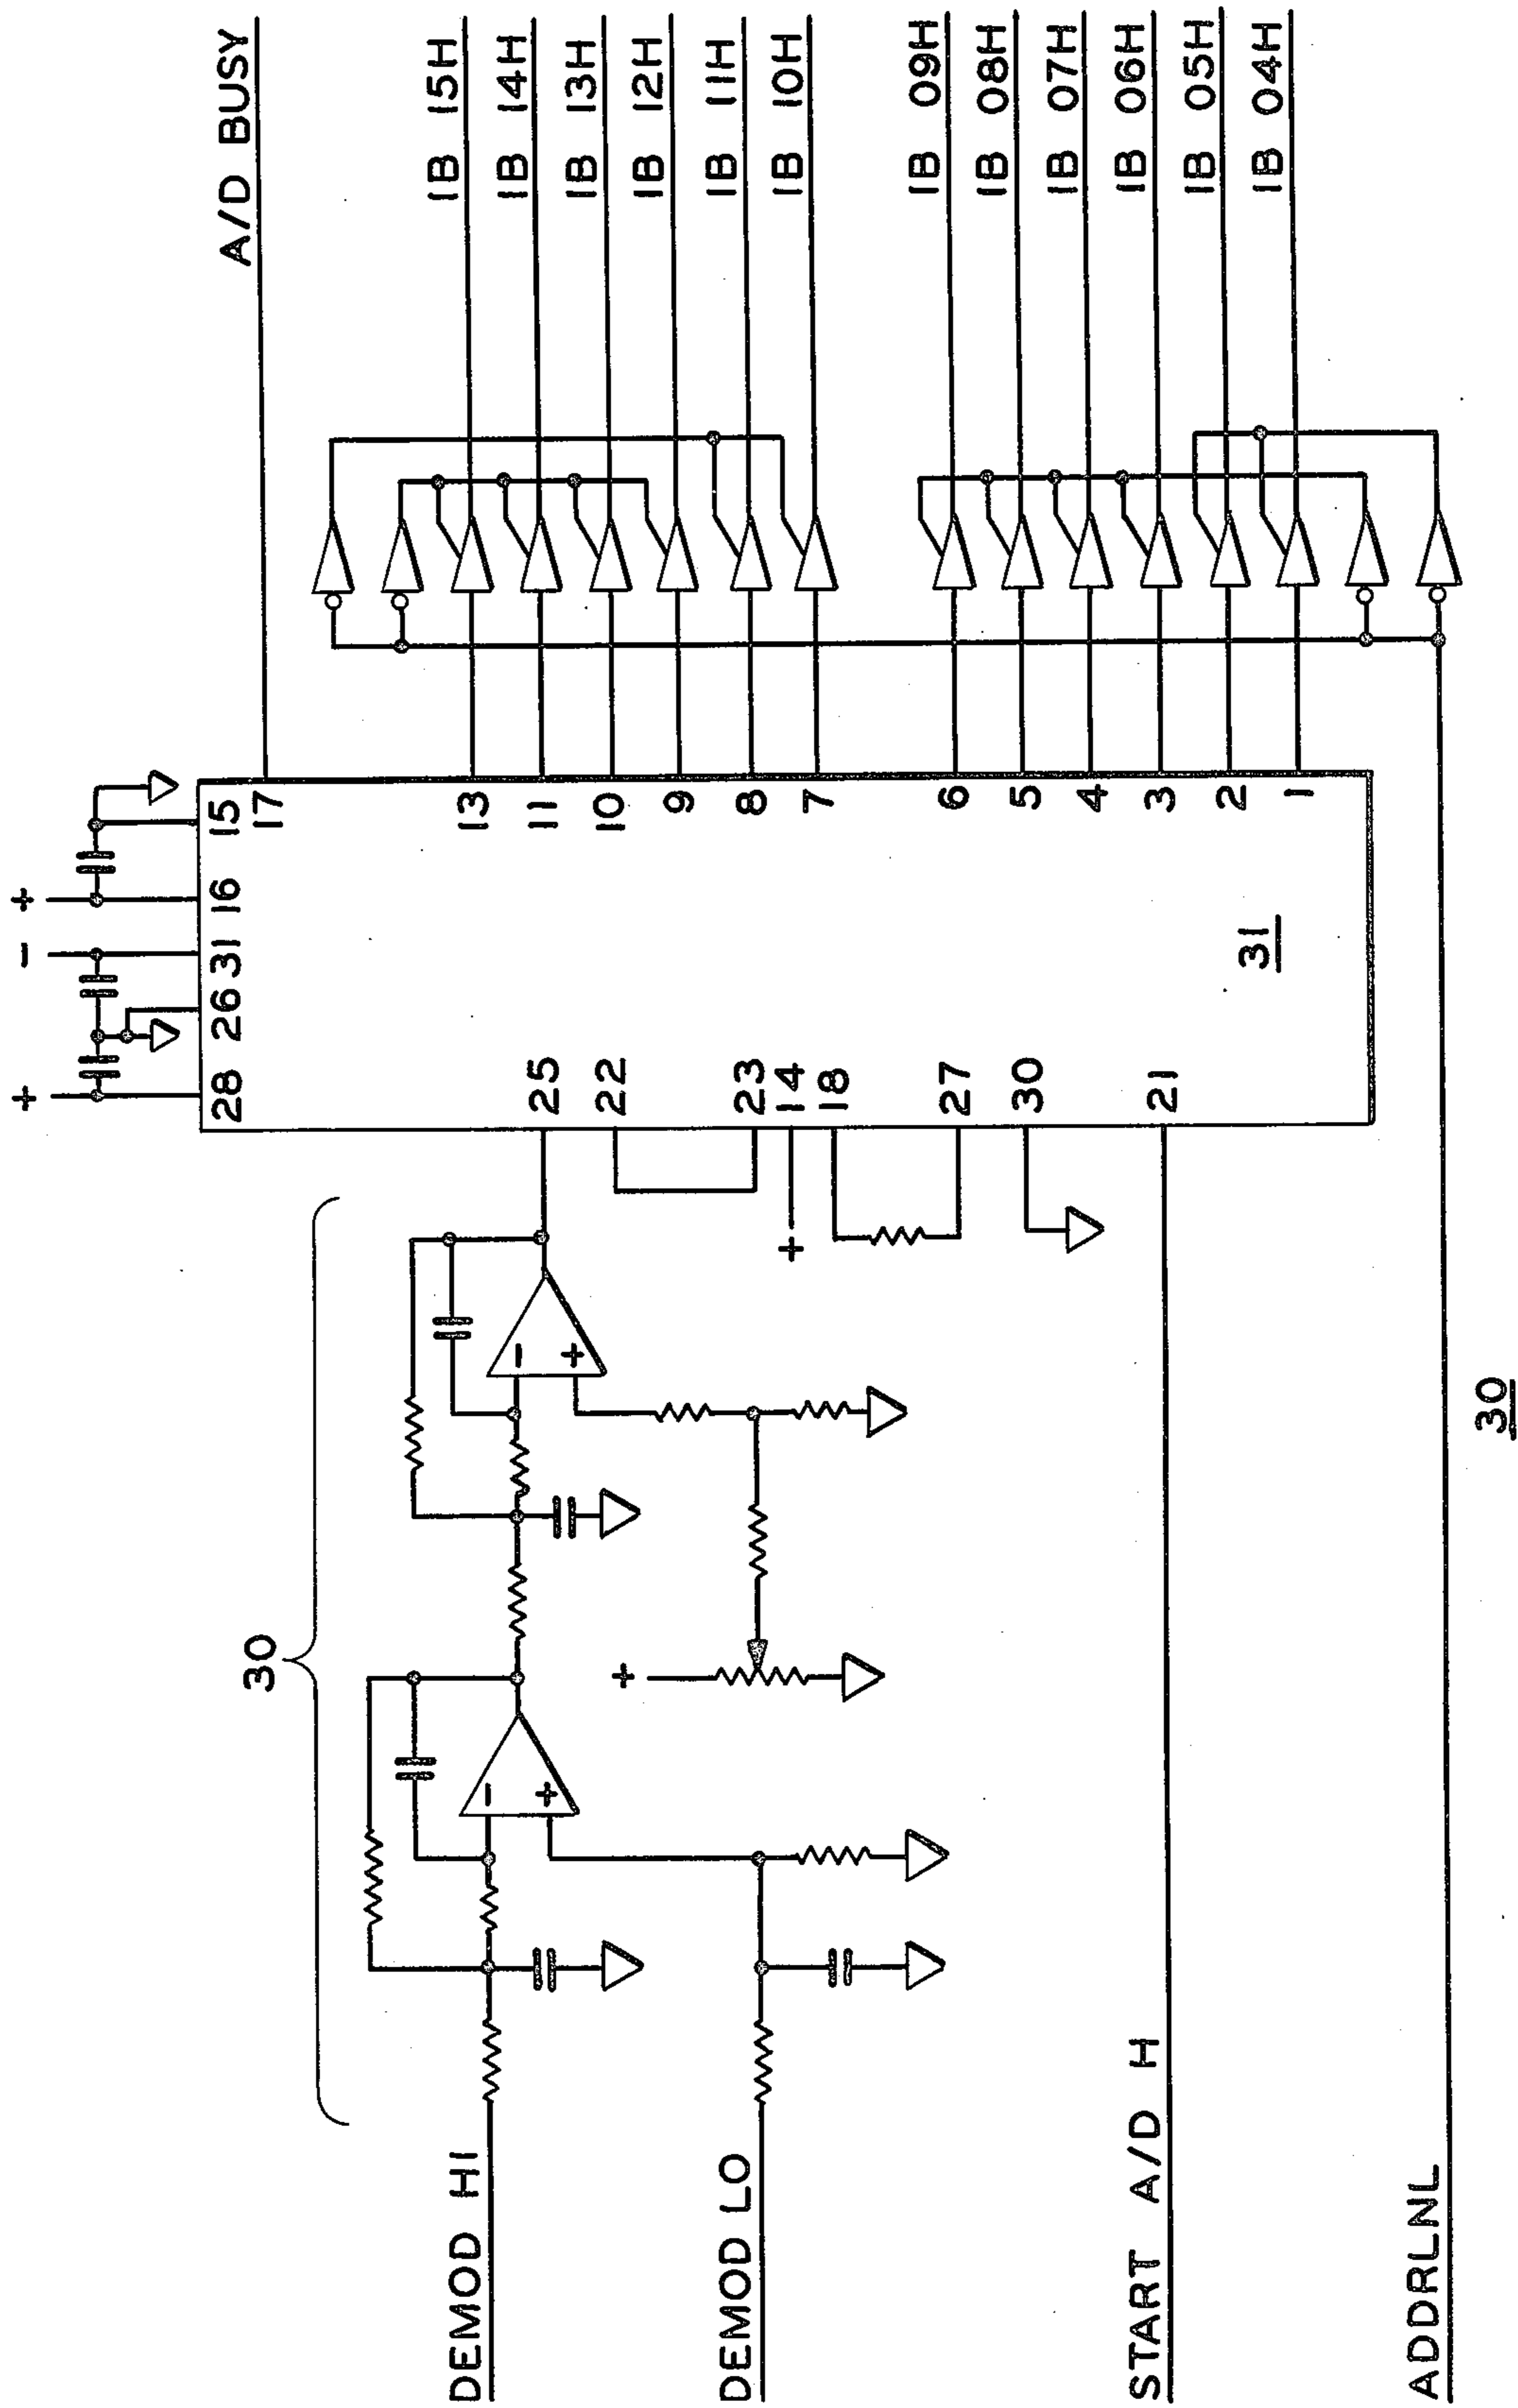 A/D BUSY
IB 15H
IB 14H
IB 13H
IB 12H
IB 11H
IB 10H
IB 09H
IB 08H
IB 07H
IB 06H
IB 05H
IB 04H
+
-
+
28
26
31
16
15
17
13
11
10
9
8
7
6
5
4
3
2
1
25
22
23
14
18
27
30
21
31
+
30
-
+
-
+
+
DEMOD HI
DEMOD LO
START A/D H
ADDRLNL
30